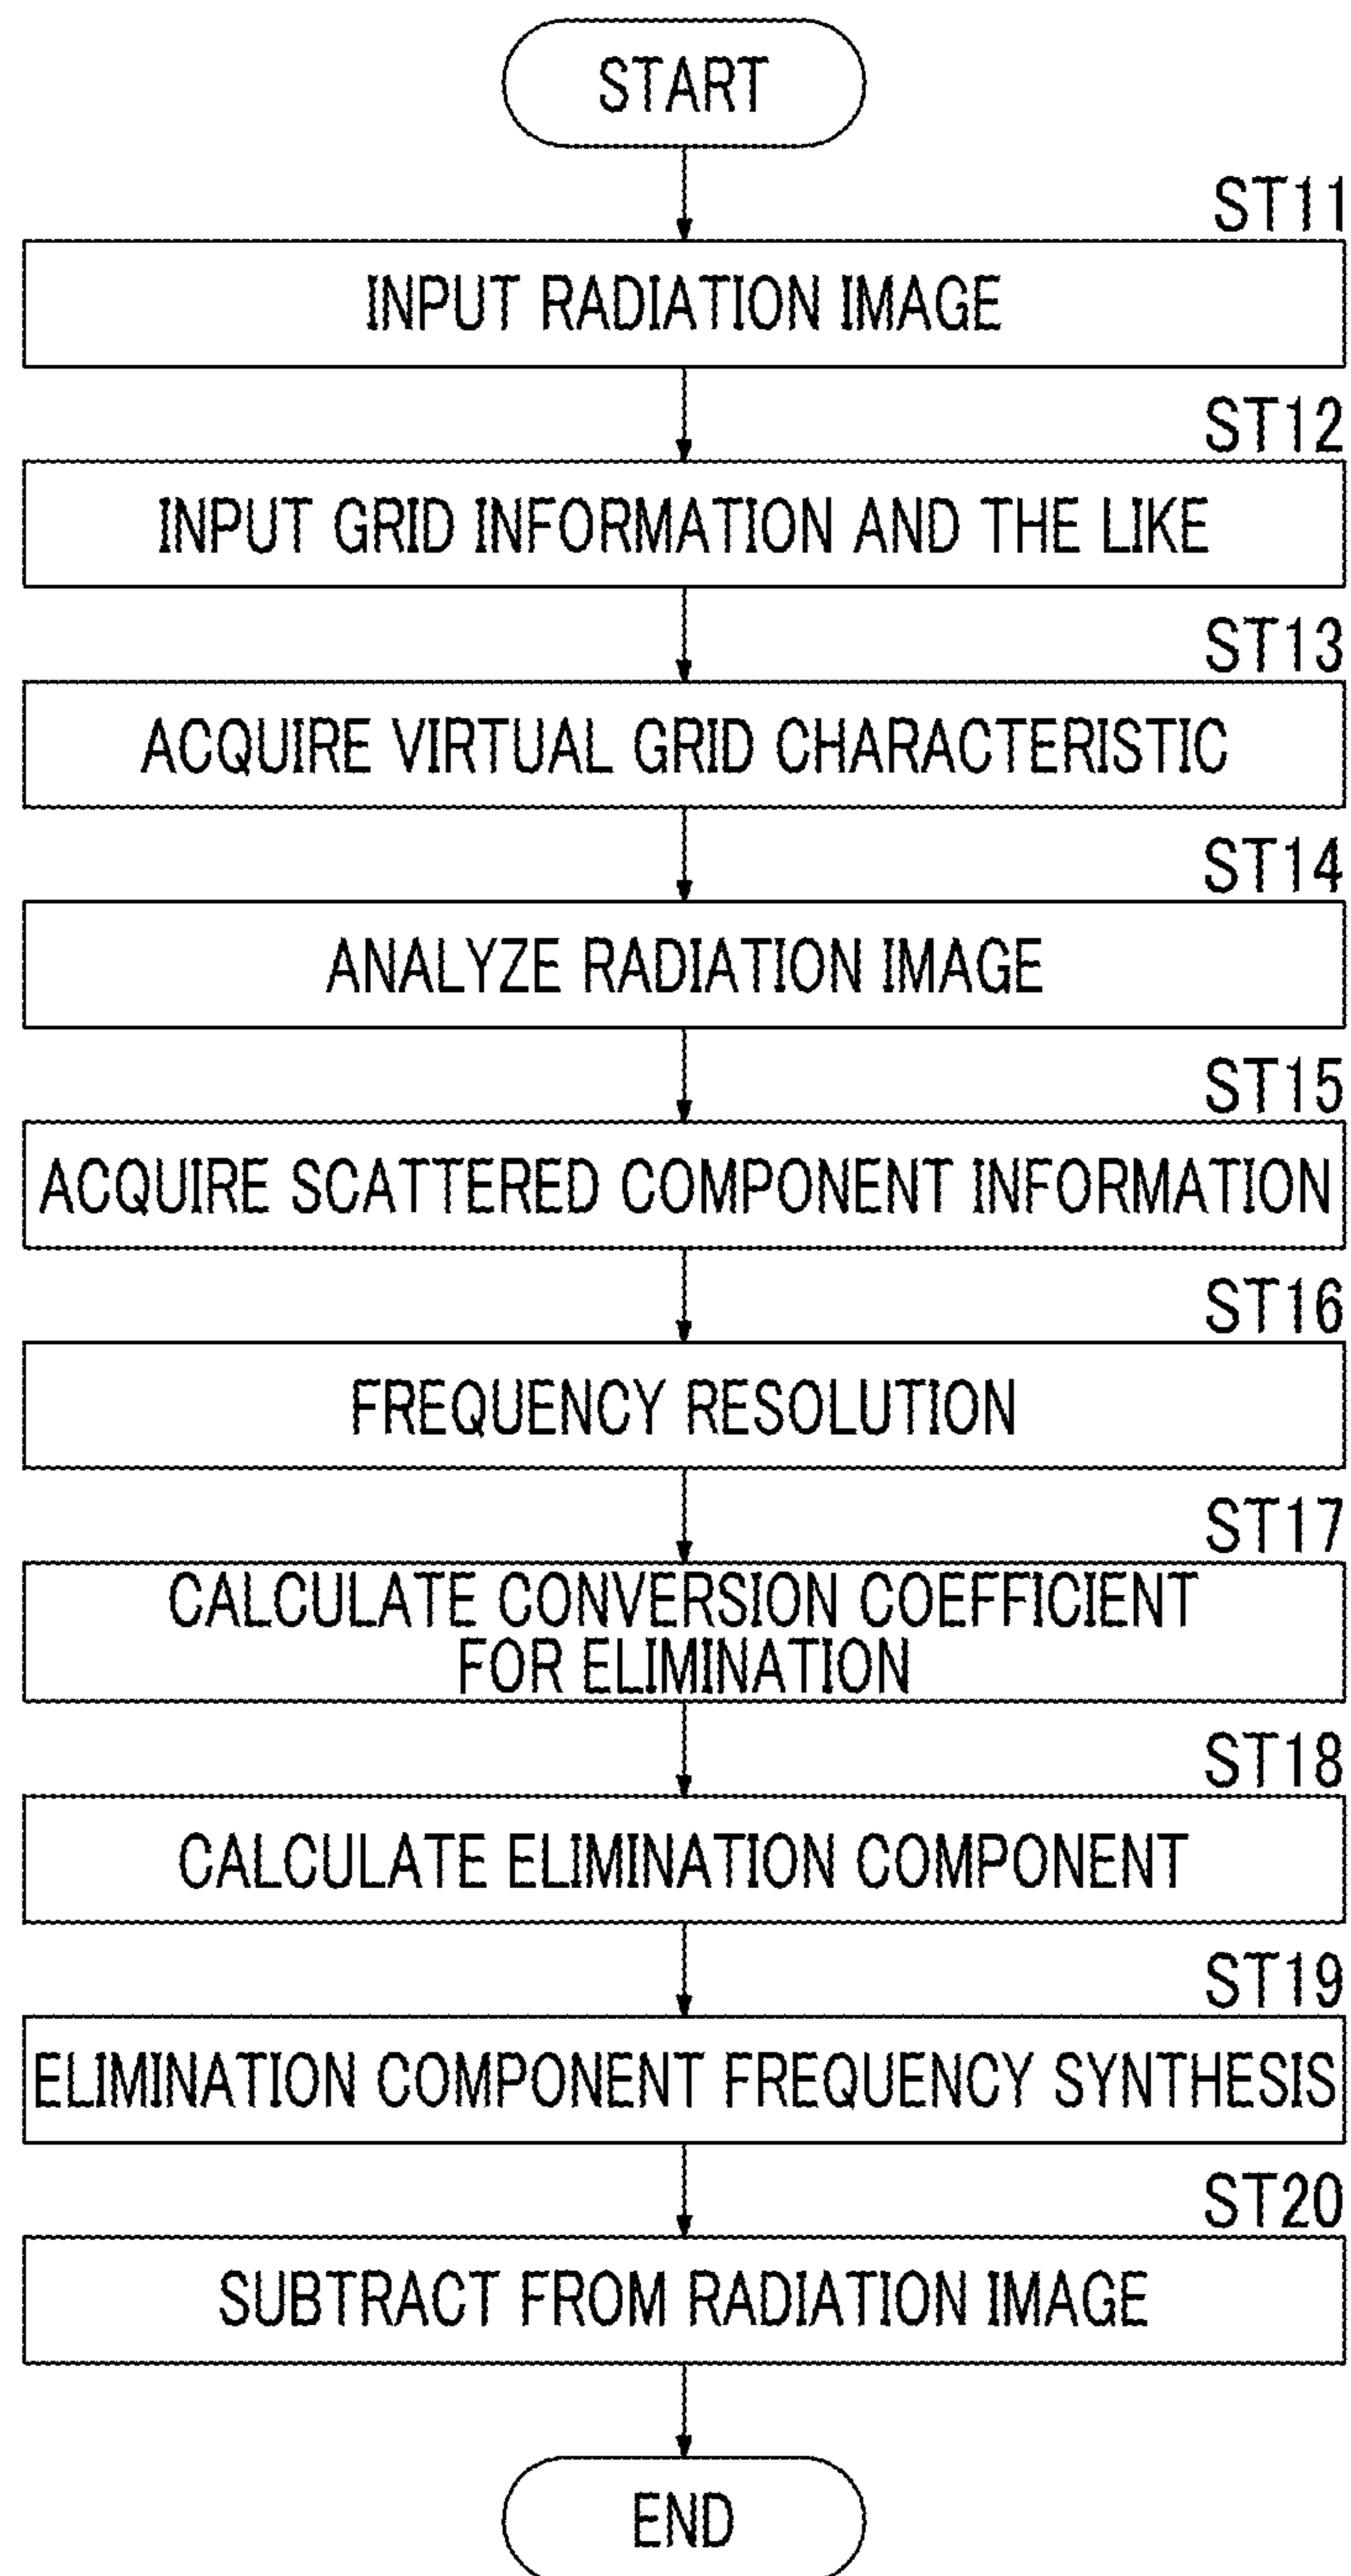 START
ST11
INPUT RADIATION IMAGE
ST12
INPUT GRID INFORMATION AND THE LIKE
ST13
ACQUIRE VIRTUAL GRID CHARACTERISTIC
ST14
ANALYZE RADIATION IMAGE
ST15
ACQUIRE SCATTERED COMPONENT INFORMATION
ST16
FREQUENCY RESOLUTION
ST17
CALCULATE CONVERSION COEFFICIENT
FOR ELIMINATION
ST18
CALCULATE ELIMINATION COMPONENT
ST19
ELIMINATION COMPONENT FREQUENCY SYNTHESIS
ST20
SUBTRACT FROM RADIATION IMAGE
END